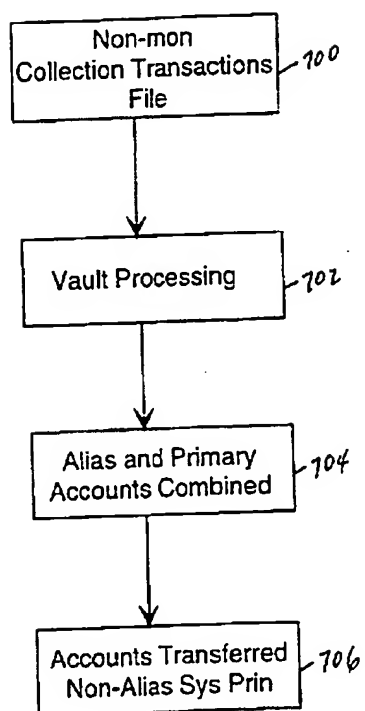 Non-mon
Collection Transactions
File
700
Vault Processing
702
Alias and Primary
Accounts Combined
704
Accounts Transferred
Non-Alias Sys Prin
706